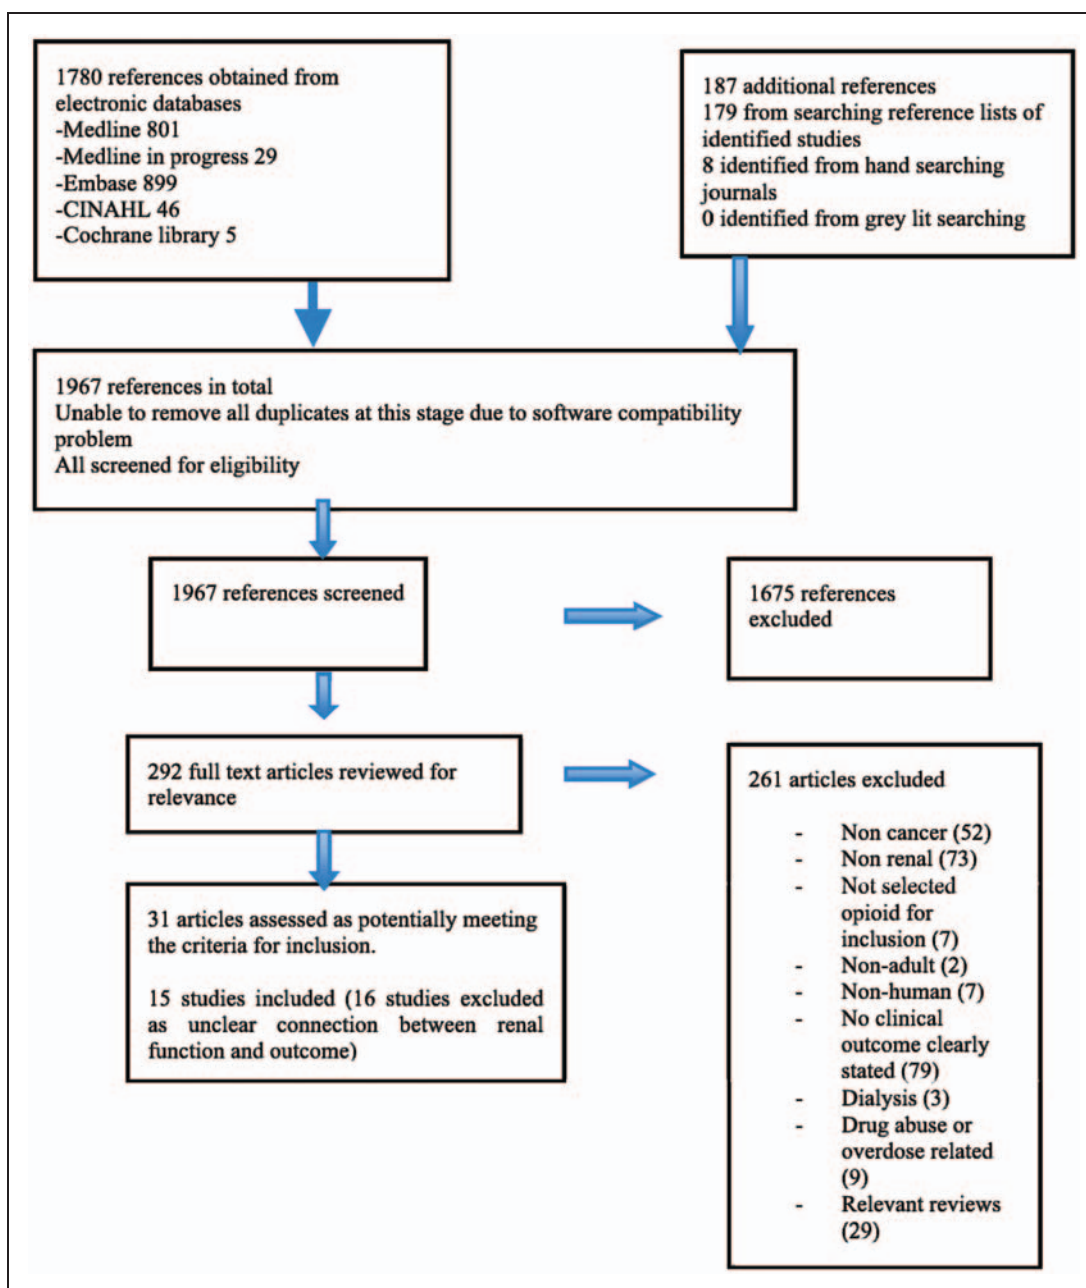 1780 references obtained from
electronic databases
-Medline 801
-Medline in progress 29
-Embase 899
-CINAHL 46
-Cochrane library 5
187 additional references
179 from searching reference lists of
identified studies
8 identified from hand searching
journals
0 identified from grey lit searching
1967 references in total
Unable to remove all duplicates at this stage due to software compatibility
problem
All screened for eligibility
1967 references screened
1675 references
excluded
292 full text articles reviewed for
relevance
261 articles excluded
- Non cancer (52)
- Non renal (73)
- Not selected
opioid for
inclusion (7)
- Non-adult (2)
- Non-human (7)
- No clinical
outcome clearly
stated (79)
- Dialysis (3)
- Drug abuse or
overdose related
(9)
- Relevant reviews
(29)
31 articles assessed as potentially meeting
the criteria for inclusion.
15 studies included (16 studies excluded
as unclear connection between renal
function and outcome)